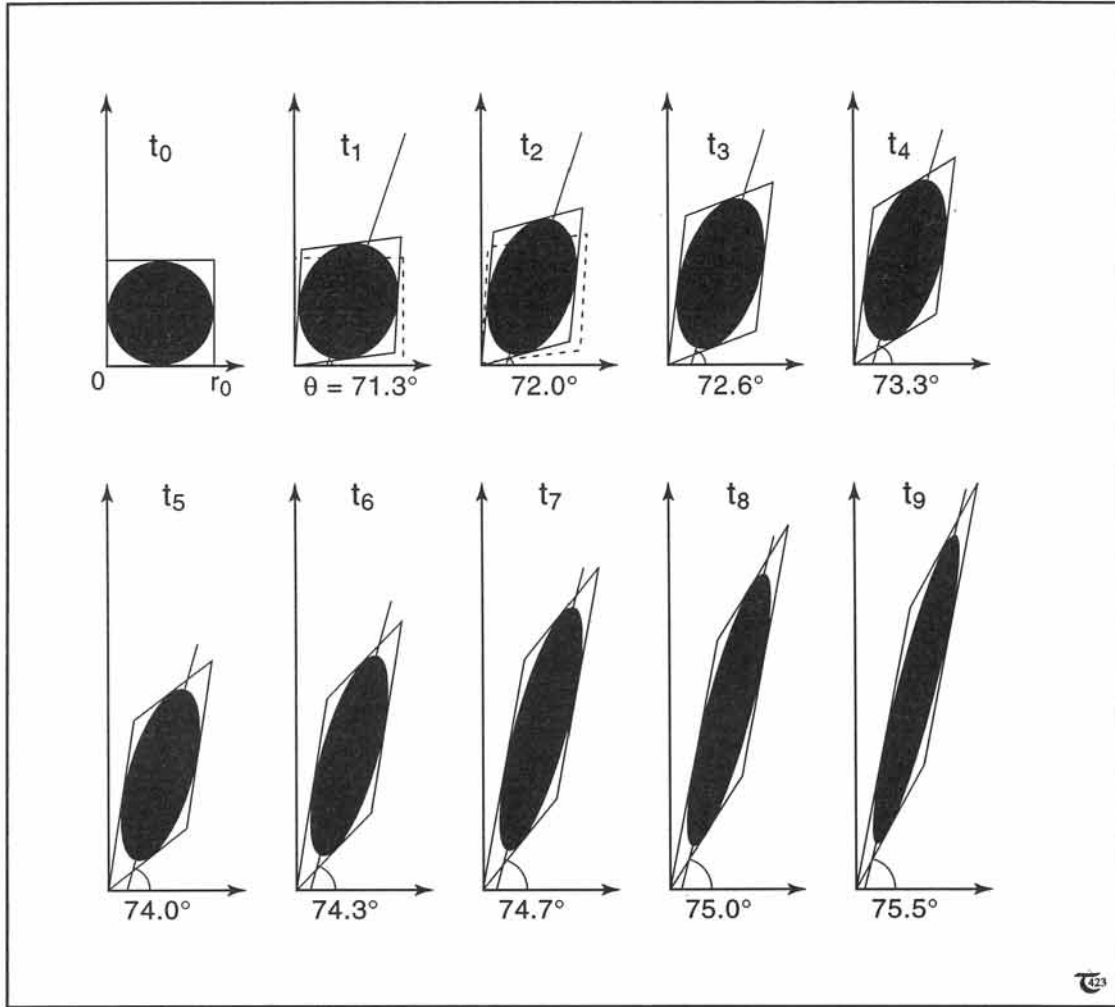 t₀ t₁ t₂ t₃ t₄
0 r₀ θ = 71.3° 72.0° 72.6° 73.3°
t₅ t₆ t₇ t₈ t₉
74.0° 74.3° 74.7° 75.0° 75.5°
423